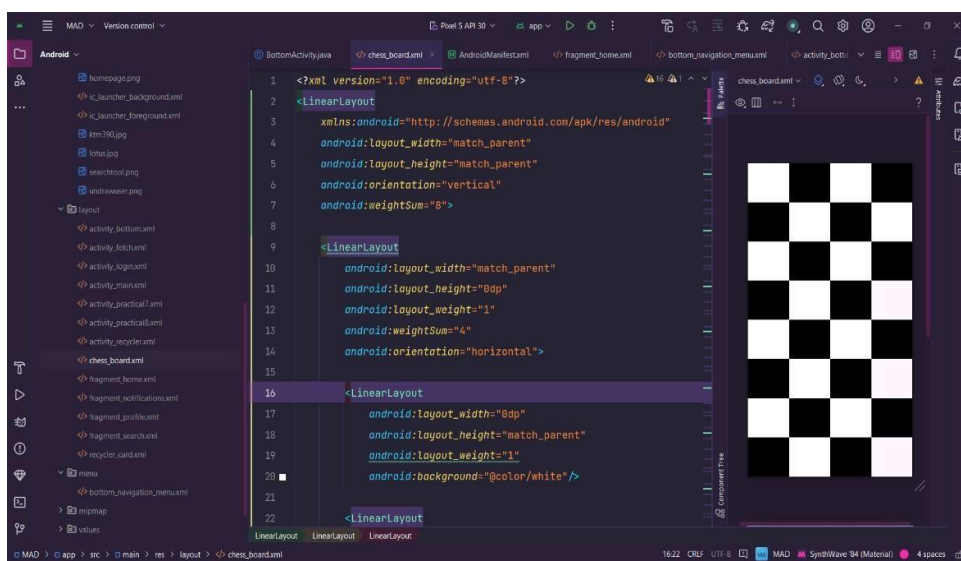 MAD
Version control
Pixel 5 API 30
app
Android
BottomActivity.java
chess_board.xml
AndroidManifest.xml
fragment_home.xml
bottom_navigation_menu.xml
activity_botto
homepage.png
ic_launcher_background.xml
ic_launcher_foreground.xml
ktm390.jpg
lotus.jpg
searchtool.png
undrawuser.png
layout
activity_bottom.xml
activity_fetch.xml
activity_login.xml
activity_main.xml
activity_practical7.xml
activity_practical8.xml
activity_recycler.xml
chess_board.xml
fragment_home.xml
fragment_notifications.xml
fragment_profile.xml
fragment_search.xml
recycler_card.xml
menu
bottom_navigation_menu.xml
mipmap
values
1 <?xml version="1.0" encoding="utf-8"?>
2 <LinearLayout
3 xmlns:android="http://schemas.android.com/apk/res/android"
4 android:layout_width="match_parent"
5 android:layout_height="match_parent"
6 android:orientation="vertical"
7 android:weightSum="8">
8
9 <LinearLayout
10 android:layout_width="match_parent"
11 android:layout_height="0dp"
12 android:layout_weight="1"
13 android:weightSum="4"
14 android:orientation="horizontal">
15
16 <LinearLayout
17 android:layout_width="0dp"
18 android:layout_height="match_parent"
19 android:layout_weight="1"
20 android:background="@color/white"/>
21
22 <LinearLayout
16 1
LinearLayout LinearLayout LinearLayout
Palette
chess_board.xml
?
Attributes
Component Tree
MAD > app > src > main > res > layout > chess_board.xml
16:22 CRLF UTF-8 MAD SynthWave '84 (Material) 4 spaces